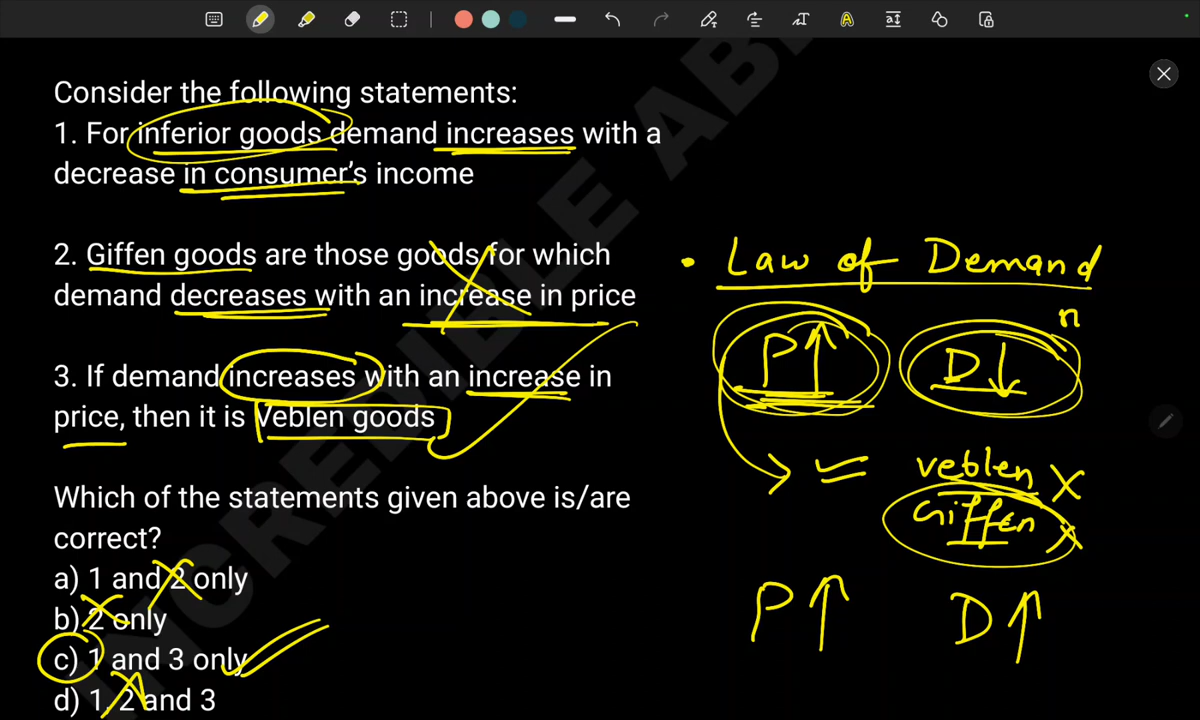 Consider the following statements:
1. For inferior goods demand increases with a
decrease in consumer's income
2. Giffen goods are those goods for which
demand decreases with an increase in price
3. If demand increases with an increase in
price, then it is Veblen goods
Which of the statements given above is/are
correct?
a) 1 and 2 only
b) 2 only
c) 1 and 3 only
d) 1, 2 and 3
• Law of Demand
n
P↑ D↓
veblen X
Giffen X
P↑ D↑
INCREDIBLE